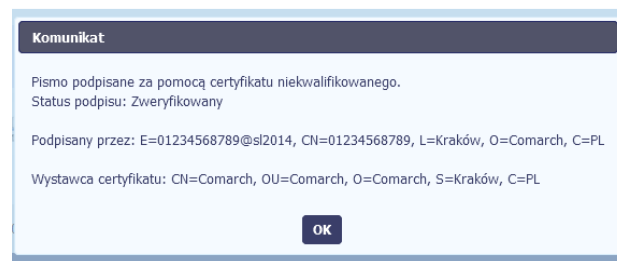 Komunikat
Pismo podpisane za pomocą certyfikatu niekwalifikowanego.
Status podpisu: Zweryfikowany
Podpisany przez: E=01234568789@sl2014, CN=01234568789, L=Kraków, O=Comarch, C=PL
Wystawca certyfikatu: CN=Comarch, OU=Comarch, O=Comarch, S=Kraków, C=PL
OK